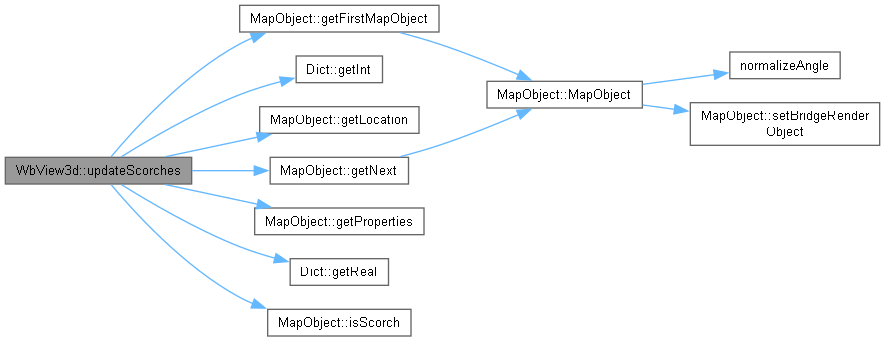 MapObject::getFirstMapObject
Dict::getInt
MapObject::getLocation
WbView3d::updateScorches
MapObject::getNext
MapObject::getProperties
Dict::getReal
MapObject::isScorch
MapObject::MapObject
normalizeAngle
MapObject::setBridgeRender
Object